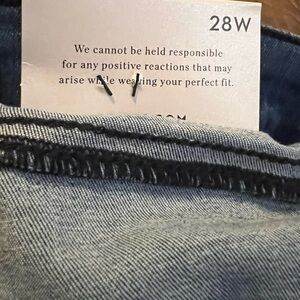 28W
We cannot be held responsible
for any positive reactions that may
arise while wearing your perfect fit.